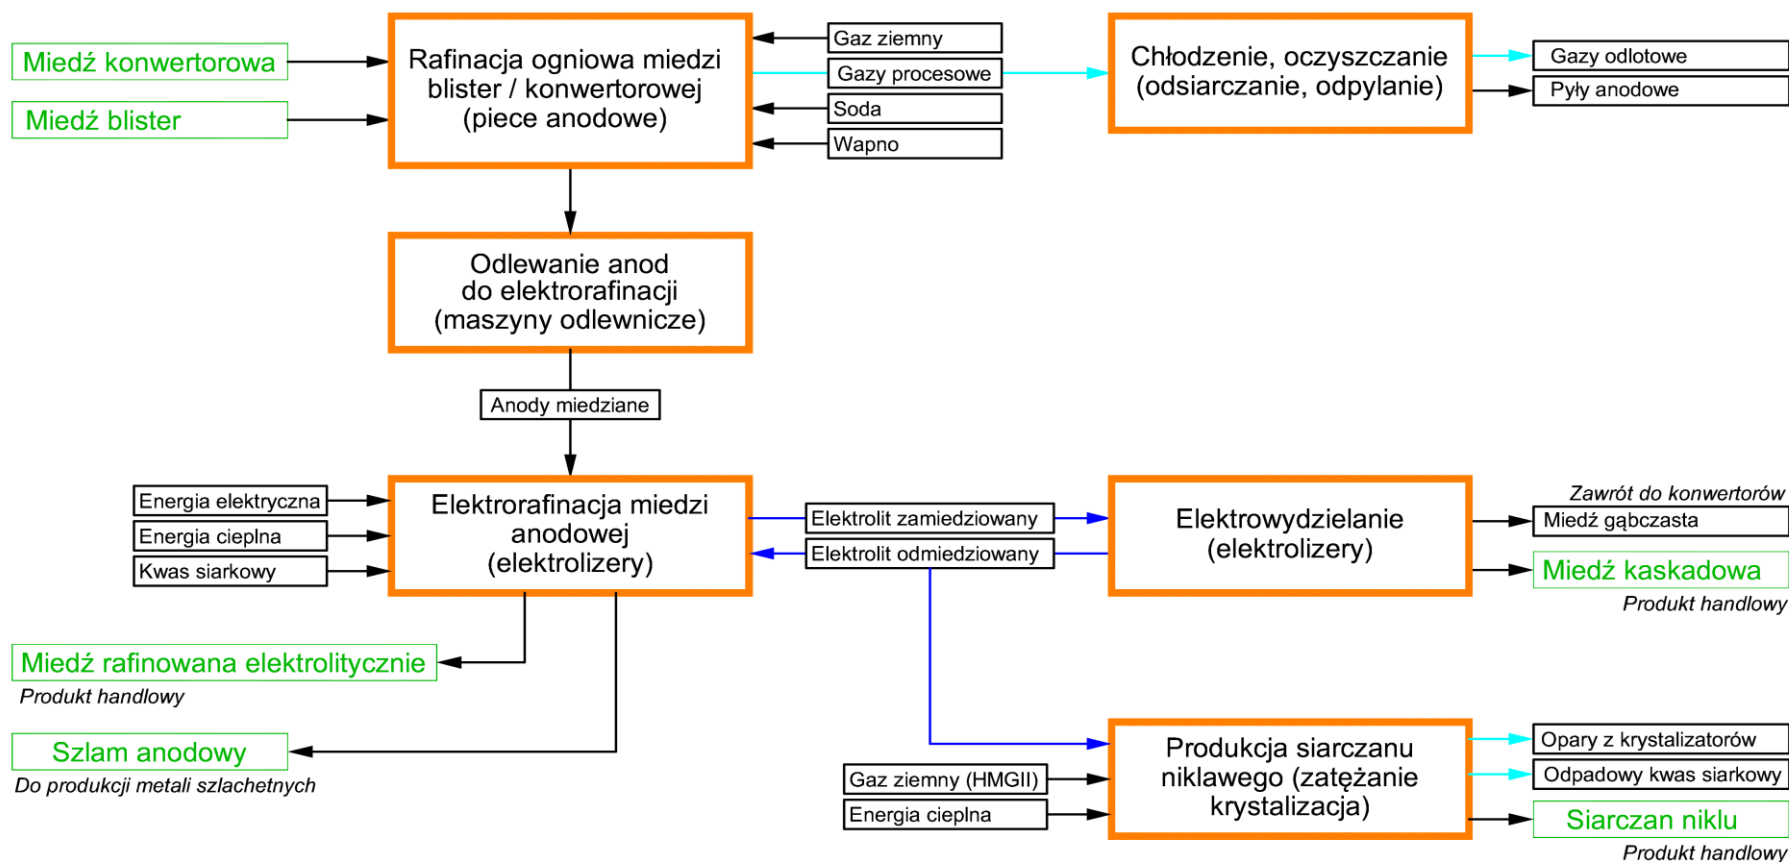 Miedź konwertorowa
Miedź blister
Rafinacja ogniowa miedzi
blister / konwertorowej
(piece anodowe)
Gaz ziemny
Gazy procesowe
Soda
Wapno
Chłodzenie, oczyszczanie
(odsiarczanie, odpylanie)
Gazy odlotowe
Pyły anodowe
Odlewanie anod
do elektrorafinacji
(maszyny odlewnicze)
Anody miedziane
Energia elektryczna
Energia cieplna
Kwas siarkowy
Elektrorafinacja miedzi
anodowej
(elektrolizery)
Elektrolit zamiedziowany
Elektrolit odmiedziowany
Elektrowydzielanie
(elektrolizery)
Zawrót do konwertorów
Miedź gąbczasta
Miedź kaskadowa
Produkt handlowy
Miedź rafinowana elektrolitycznie
Produkt handlowy
Szlam anodowy
Do produkcji metali szlachetnych
Gaz ziemny (HMGII)
Energia cieplna
Produkcja siarczanu
niklawego (zatężanie
krystalizacja)
Opary z krystalizatorów
Odpadowy kwas siarkowy
Siarczan niklu
Produkt handlowy